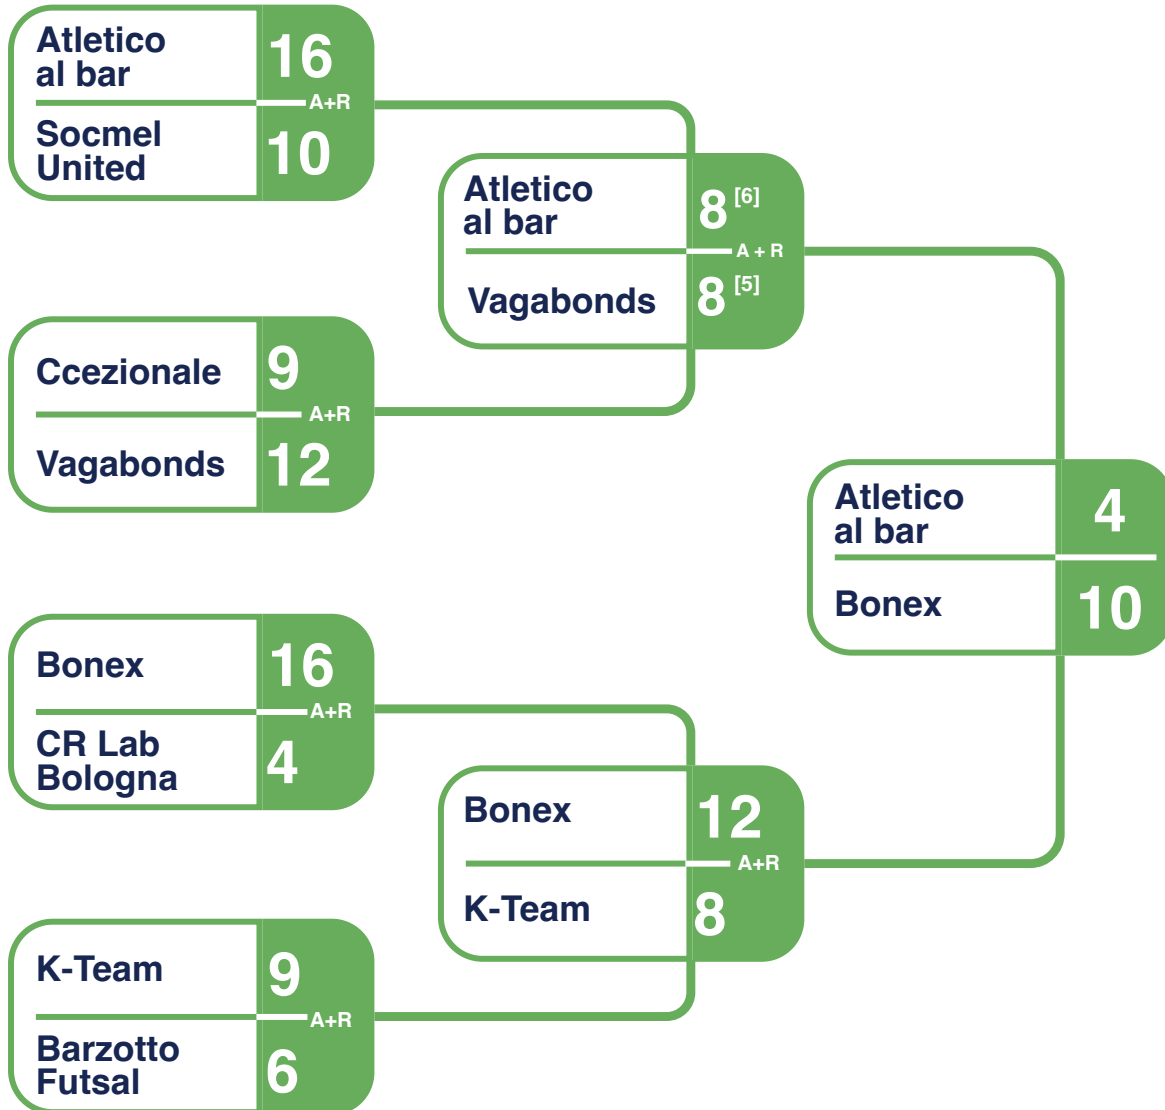 Atletico
al bar
16
A+R
Socmel
United
10
Ccezionale
9
A+R
Vagabonds
12
Bonex
16
A+R
CR Lab
Bologna
4
K-Team
9
A+R
Barzotto
Futsal
6
Atletico
al bar
8 [6]
A + R
Vagabonds
8 [5]
Bonex
12
A+R
K-Team
8
Atletico
al bar
4
Bonex
10